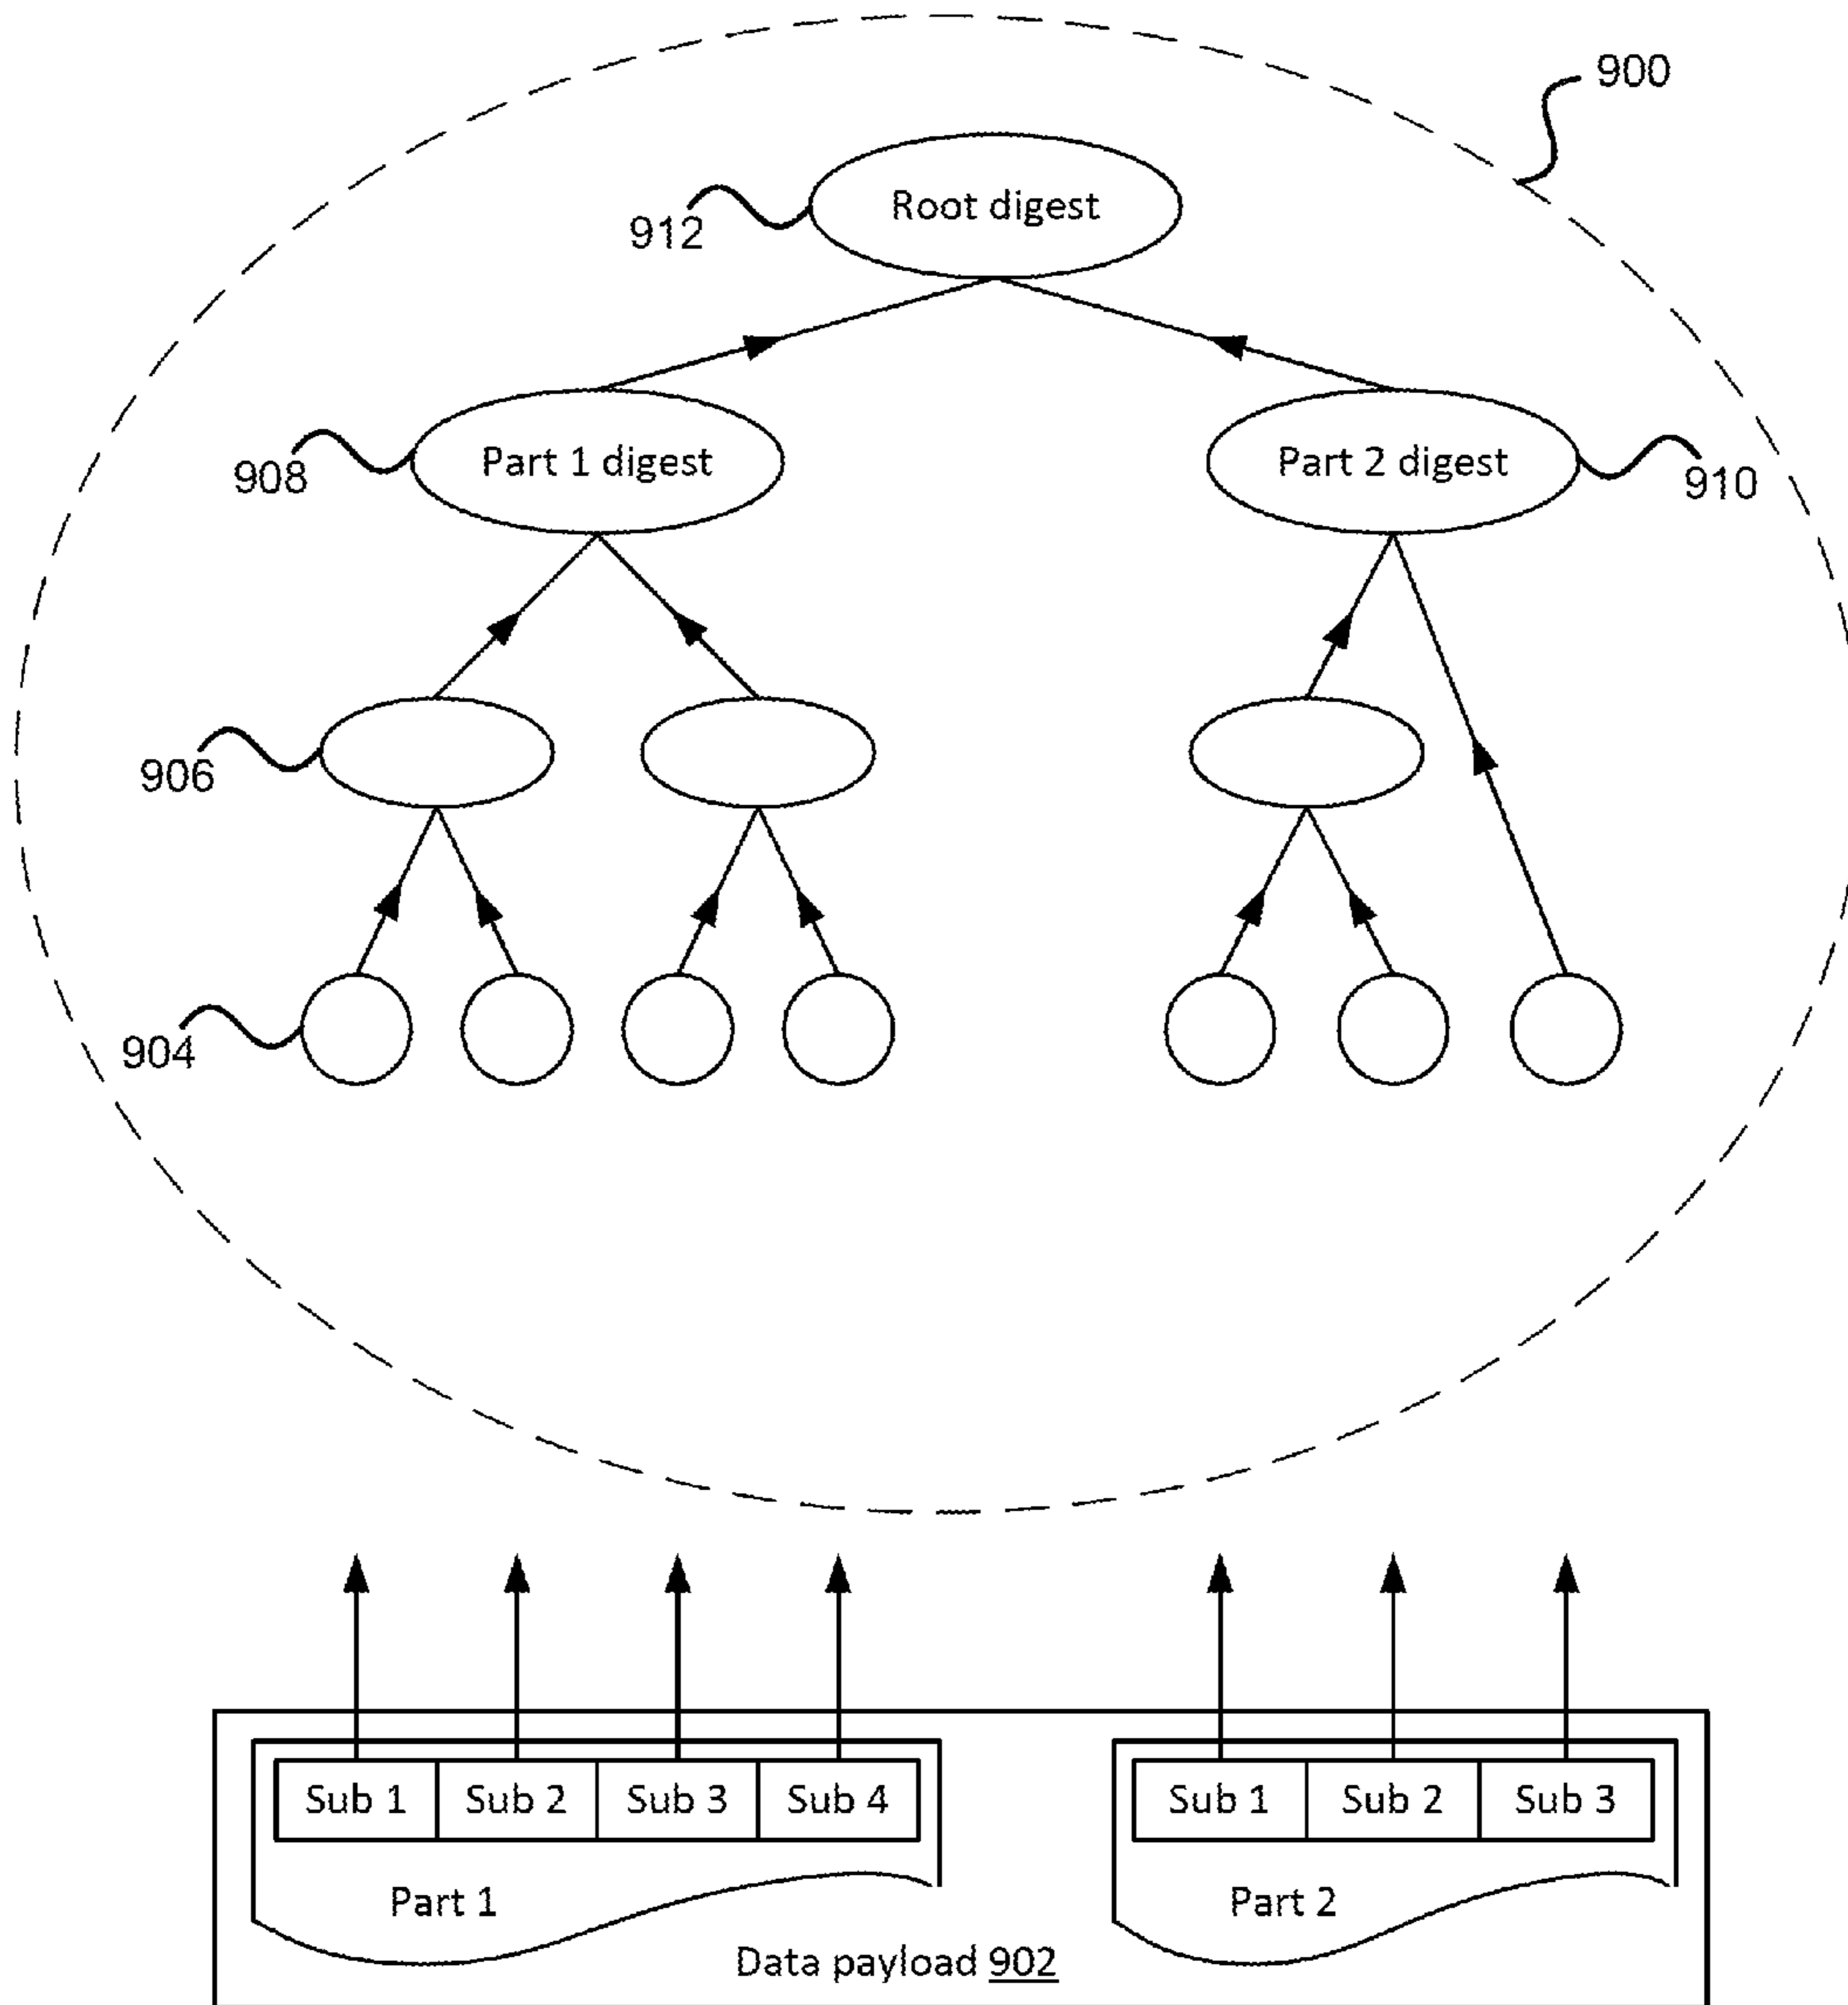 900
Root digest
912
Part 1 digest
Part 2 digest
908
910
906
904
Sub 1
Sub 2
Sub 3
Sub 4
Sub 1
Sub 2
Sub 3
Part 1
Part 2
Data payload 902